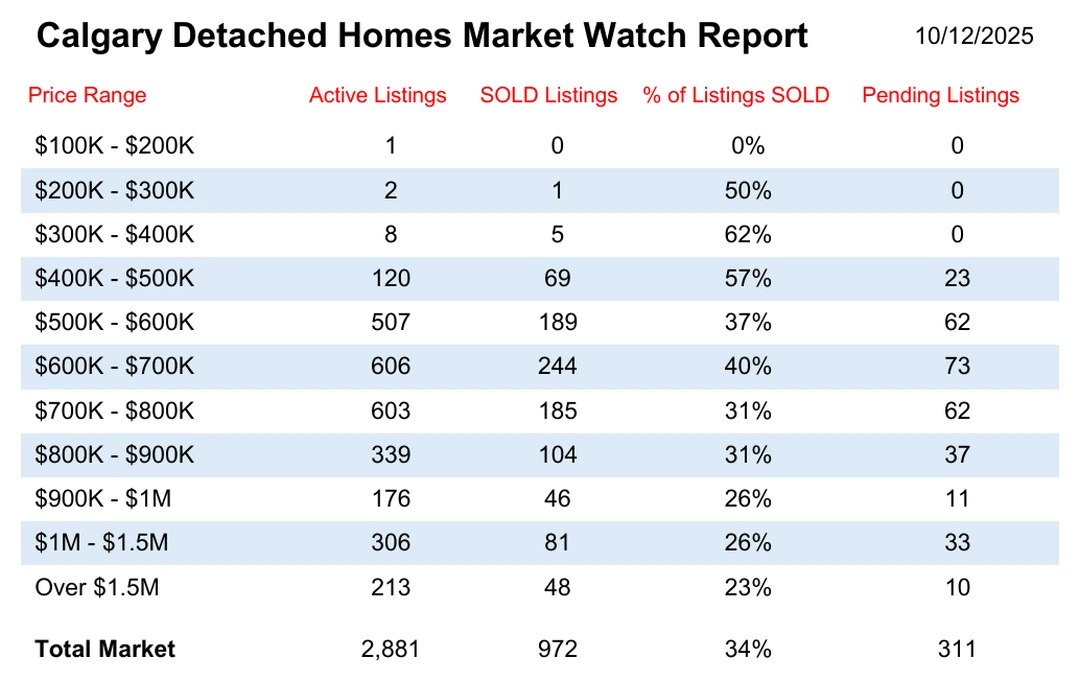 Calgary Detached Homes Market Watch Report 10/12/2025
Price Range Active Listings SOLD Listings % of Listings SOLD Pending Listings
$100K - $200K 1 0 0% 0
$200K - $300K 2 1 50% 0
$300K - $400K 8 5 62% 0
$400K - $500K 120 69 57% 23
$500K - $600K 507 189 37% 62
$600K - $700K 606 244 40% 73
$700K - $800K 603 185 31% 62
$800K - $900K 339 104 31% 37
$900K - $1M 176 46 26% 11
$1M - $1.5M 306 81 26% 33
Over $1.5M 213 48 23% 10
Total Market 2,881 972 34% 311